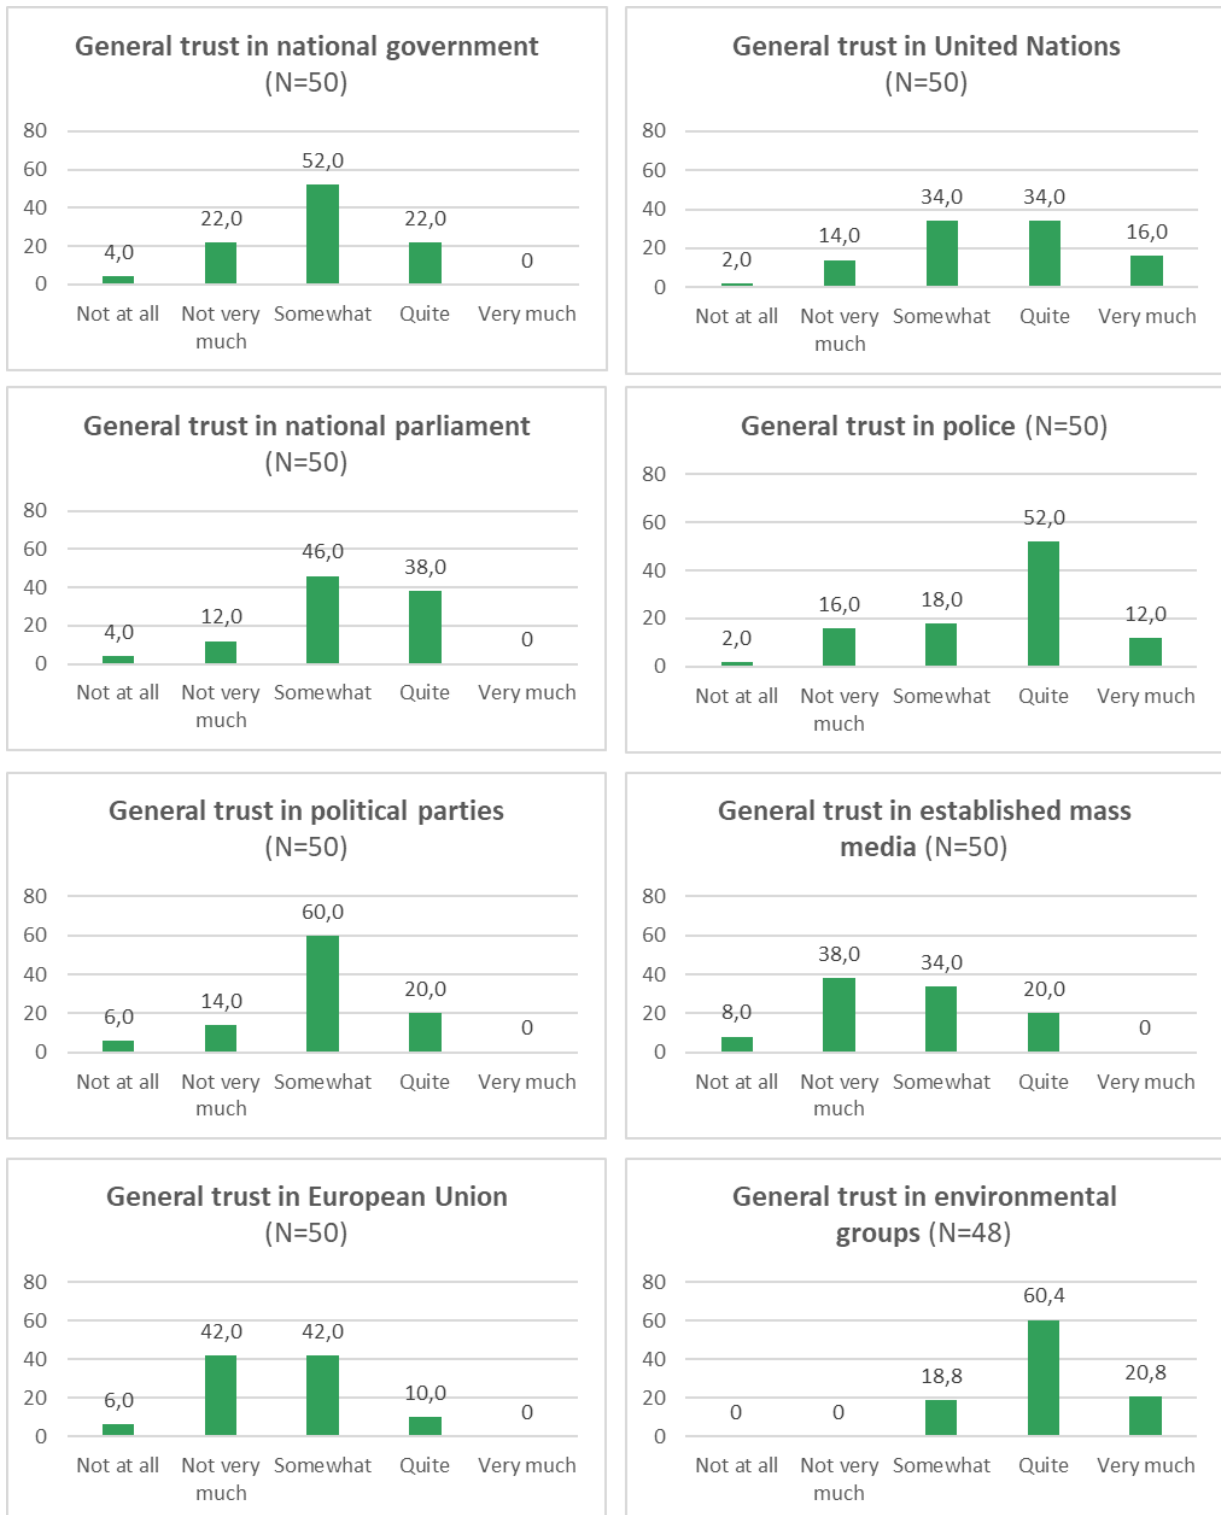 General trust in national government
(N=50)
80
60
40
20
0
4,0
22,0
52,0
22,0
0
Not at all
Not very much
Somewhat
Quite
Very much
General trust in United Nations
(N=50)
80
60
40
20
0
2,0
14,0
34,0
34,0
16,0
Not at all
Not very much
Somewhat
Quite
Very much
General trust in national parliament
(N=50)
80
60
40
20
0
4,0
12,0
46,0
38,0
0
Not at all
Not very much
Somewhat
Quite
Very much
General trust in police (N=50)
80
60
40
20
0
2,0
16,0
18,0
52,0
12,0
Not at all
Not very much
Somewhat
Quite
Very much
General trust in political parties
(N=50)
80
60
40
20
0
6,0
14,0
60,0
20,0
0
Not at all
Not very much
Somewhat
Quite
Very much
General trust in established mass
media (N=50)
80
60
40
20
0
8,0
38,0
34,0
20,0
0
Not at all
Not very much
Somewhat
Quite
Very much
General trust in European Union
(N=50)
80
60
40
20
0
6,0
42,0
42,0
10,0
0
Not at all
Not very much
Somewhat
Quite
Very much
General trust in environmental
groups (N=48)
80
60
40
20
0
0
0
18,8
60,4
20,8
Not at all
Not very much
Somewhat
Quite
Very much